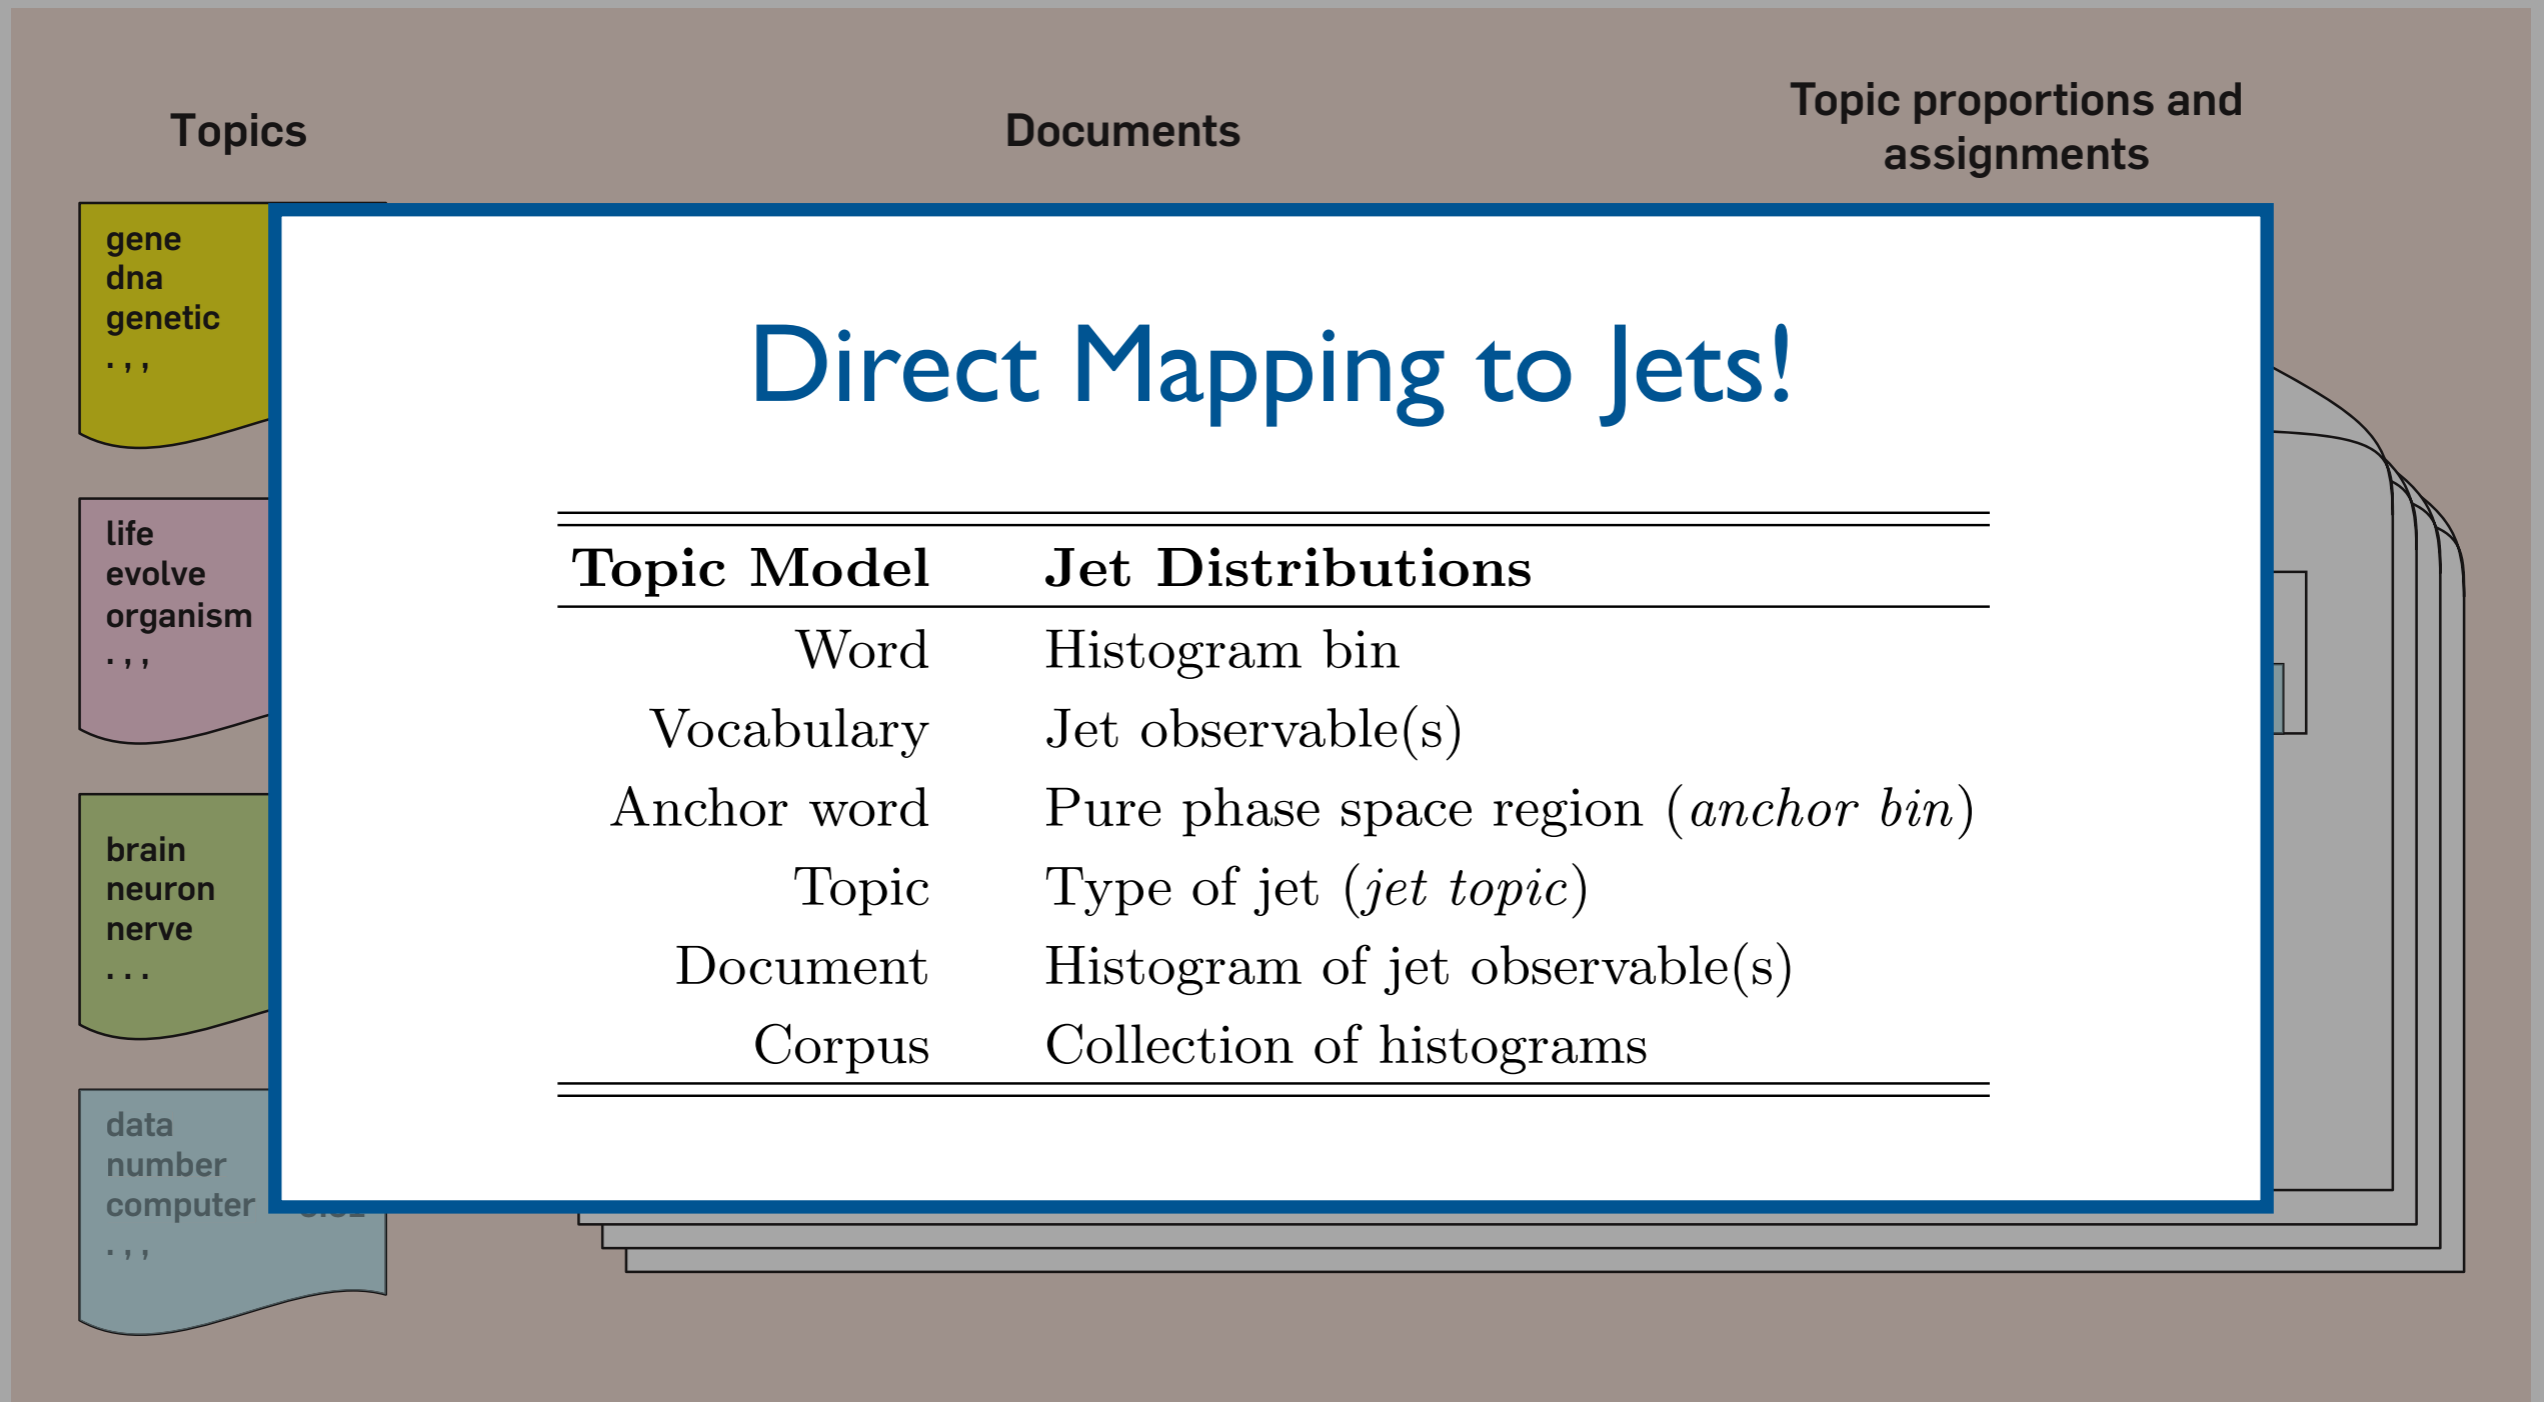 Topics
Documents
Topic proportions and
assignments
gene
dna
genetic
. , ,
life
evolve
organism
. , ,
brain
neuron
nerve
. . .
data
number
computer
. , ,
Direct Mapping to Jets!
Topic Model Jet Distributions
Word Histogram bin
Vocabulary Jet observable(s)
Anchor word Pure phase space region (anchor bin)
Topic Type of jet (jet topic)
Document Histogram of jet observable(s)
Corpus Collection of histograms